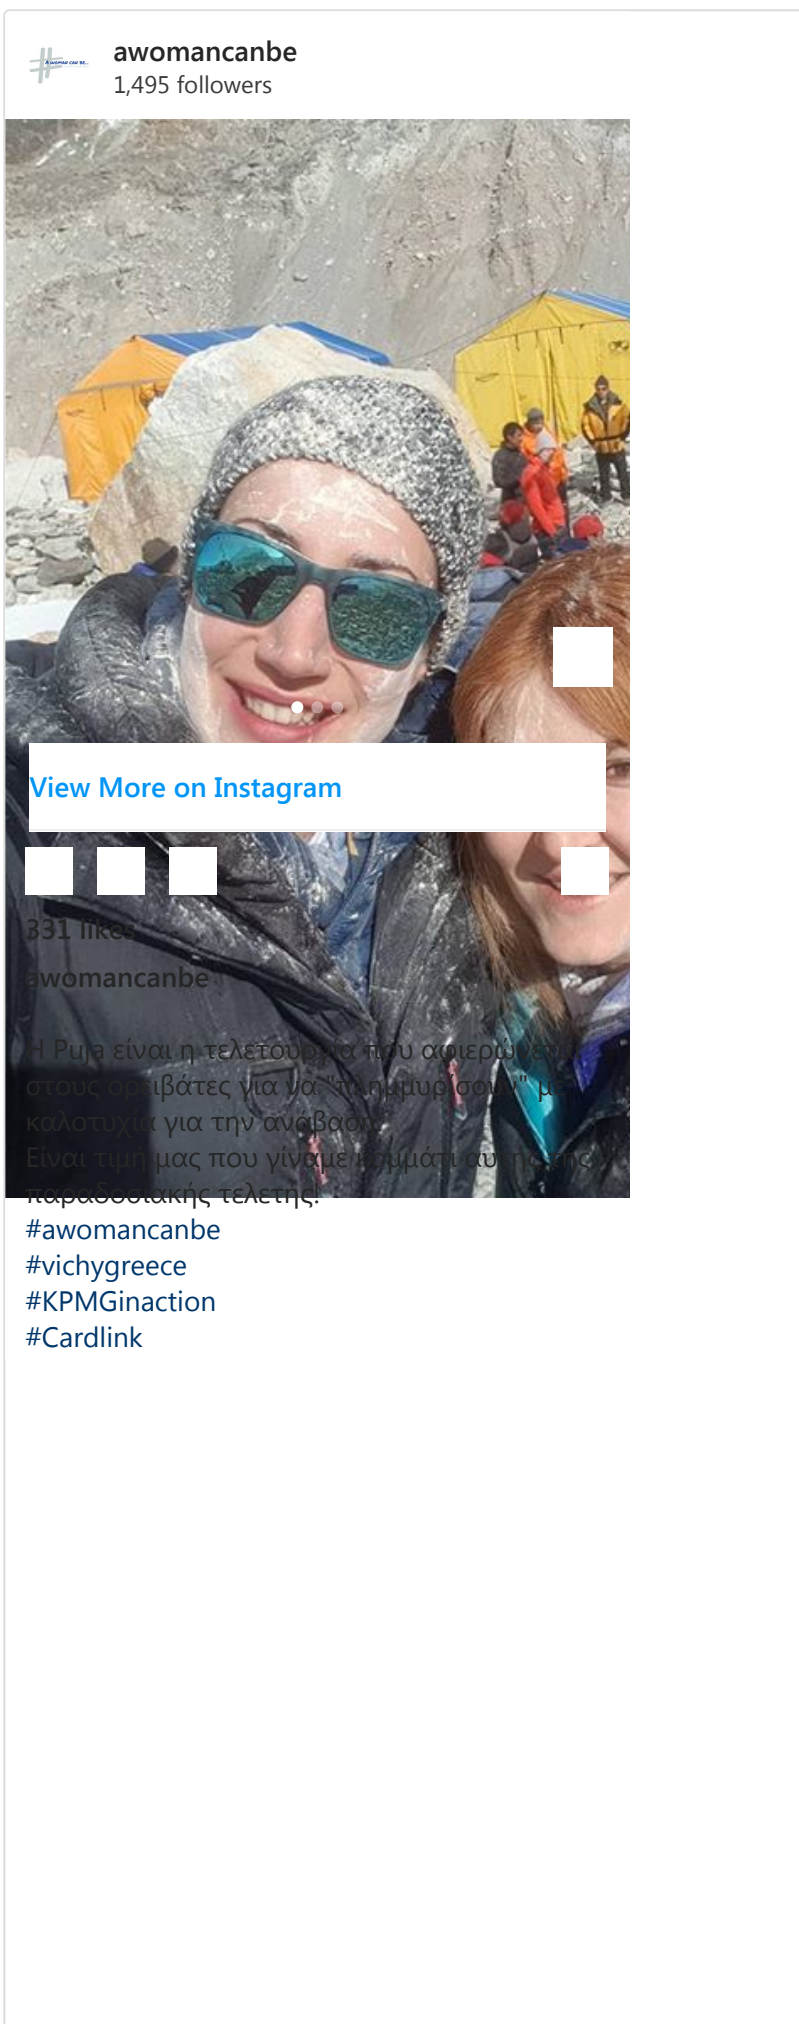 awomancanbe
1,495 followers
View More on Instagram
331 likes
awomancanbe
Η Puja είναι η τελετουργία που αφιερώνεται
στους ορειβάτες για να "πλημμυρίσουν" με
καλοτυχία για την ανάβαση.
Είναι τιμή μας που γίναμε κομμάτι αυτής της
παραδοσιακής τελετής!
#awomancanbe
#vichygreece
#KPMGinaction
#Cardlink